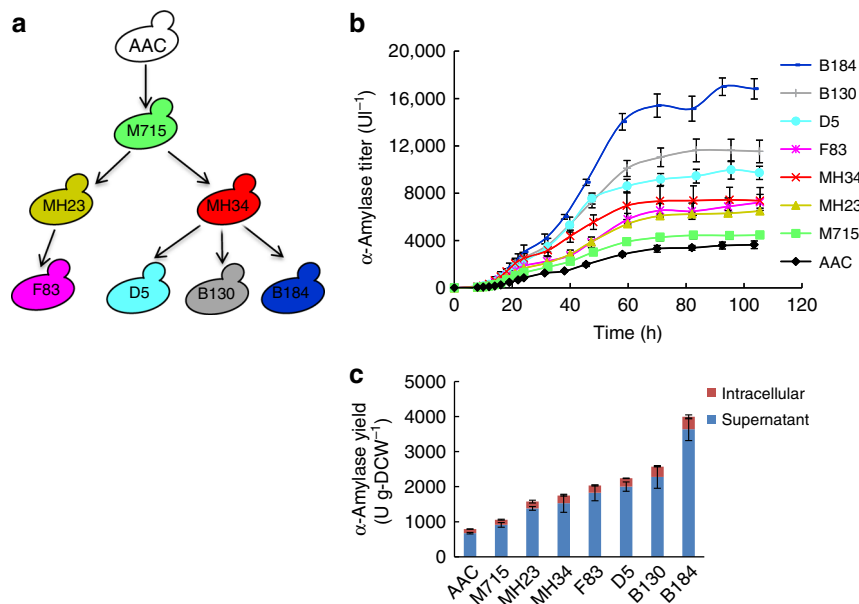 a
AAC
M715
MH23
MH34
F83
D5
B130
B184
b
20,000
16,000
12,000
8000
4000
0
α-Amylase titer (Ul⁻¹)
0
20
40
60
80
100
120
Time (h)
B184
B130
D5
F83
MH34
MH23
M715
AAC
c
5000
4000
3000
2000
1000
0
α-Amylase yield
(U g-DCW⁻¹)
Intracellular
Supernatant
AAC
M715
MH23
MH34
F83
D5
B130
B184